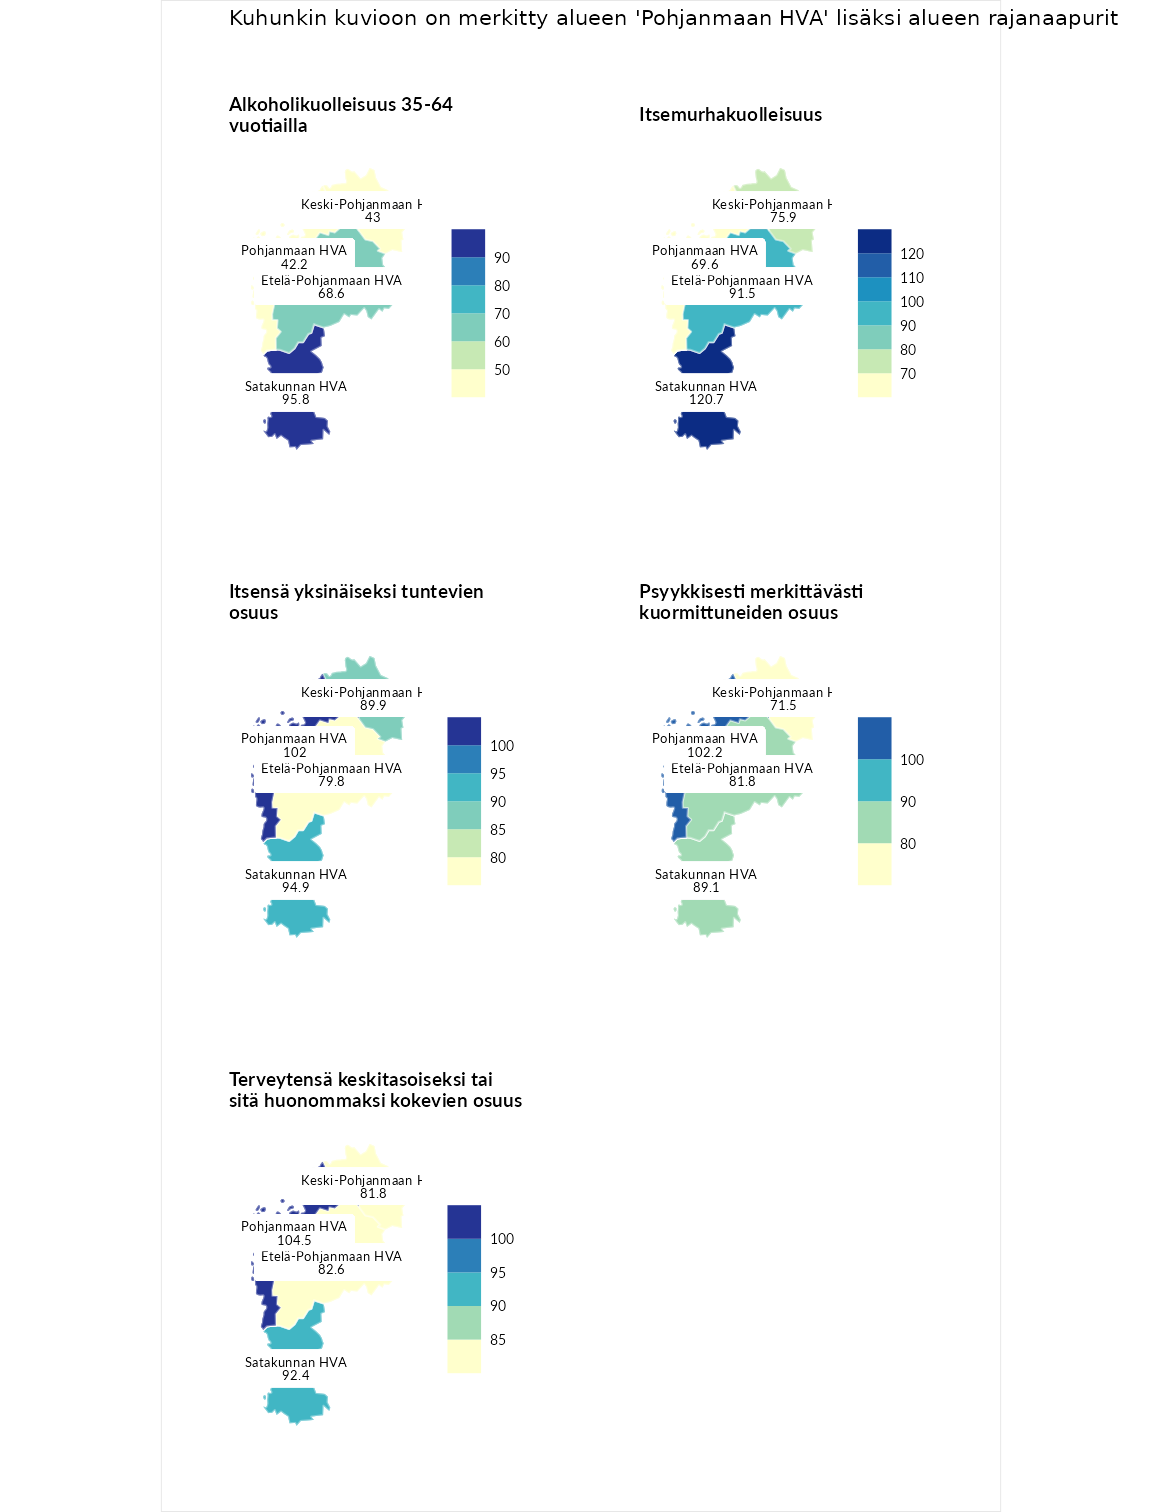 Kuhunkin kuvioon on merkitty alueen 'Pohjanmaan HVA' lisäksi alueen rajanaapurit
Alkoholikuolleisuus 35-64
vuotiailla
Keski-Pohjanmaan H
43
Pohjanmaan HVA
42.2
Etelä-Pohjanmaan HVA
68.6
Satakunnan HVA
95.8
90
80
70
60
50
Itsemurhakuolleisuus
Keski-Pohjanmaan H
75.9
Pohjanmaan HVA
69.6
Etelä-Pohjanmaan HVA
91.5
Satakunnan HVA
120.7
120
110
100
90
80
70
Itsensä yksinäiseksi tuntevien
osuus
Keski-Pohjanmaan H
89.9
Pohjanmaan HVA
102
Etelä-Pohjanmaan HVA
79.8
Satakunnan HVA
94.9
100
95
90
85
80
Psyykkisesti merkittävästi
kuormittuneiden osuus
Keski-Pohjanmaan H
71.5
Pohjanmaan HVA
102.2
Etelä-Pohjanmaan HVA
81.8
Satakunnan HVA
89.1
100
90
80
Terveytensä keskitasoiseksi tai
sitä huonommaksi kokevien osuus
Keski-Pohjanmaan H
81.8
Pohjanmaan HVA
104.5
Etelä-Pohjanmaan HVA
82.6
Satakunnan HVA
92.4
100
95
90
85